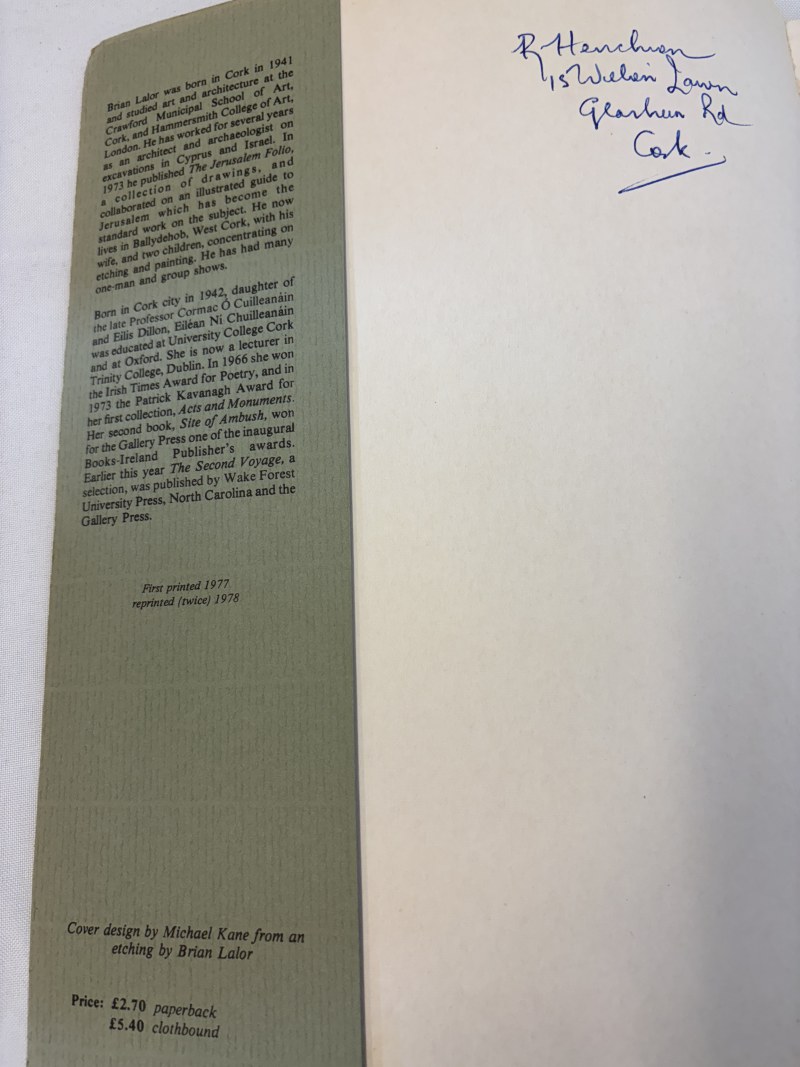 Brian Lalor was born in Cork in 1941
and studied art and architecture at the
Crawford Municipal School of Art,
Cork, and Hammersmith College of Art,
London. He has worked for several years
as an architect and archaeologist on
excavations in Cyprus and Israel. In
1973 he published The Jerusalem Folio,
a collection of drawings, and
collaborated on an illustrated guide to
Jerusalem which has become the
standard work on the subject. He now
lives in Ballydehob, West Cork, with his
wife, and two children, concentrating on
etching and painting. He has had many
one-man and group shows.
Born in Cork city in 1942, daughter of
the late Professor Cormac Ó Cuilleanáin
and Eilis Dillon, Eiléan Ní Chuilleanáin
was educated at University College Cork
and at Oxford. She is now a lecturer in
Trinity College, Dublin. In 1966 she won
the Irish Times Award for Poetry, and in
1973 the Patrick Kavanagh Award for
her first collection, Acts and Monuments.
Her second book, Site of Ambush, won
for the Gallery Press one of the inaugural
Books-Ireland Publisher's awards.
Earlier this year The Second Voyage, a
selection, was published by Wake Forest
University Press, North Carolina and the
Gallery Press.
First printed 1977
reprinted (twice) 1978
Cover design by Michael Kane from an
etching by Brian Lalor
Price: £2.70 paperback
£5.40 clothbound
R Henchion
Lawn
Rd
Cork.